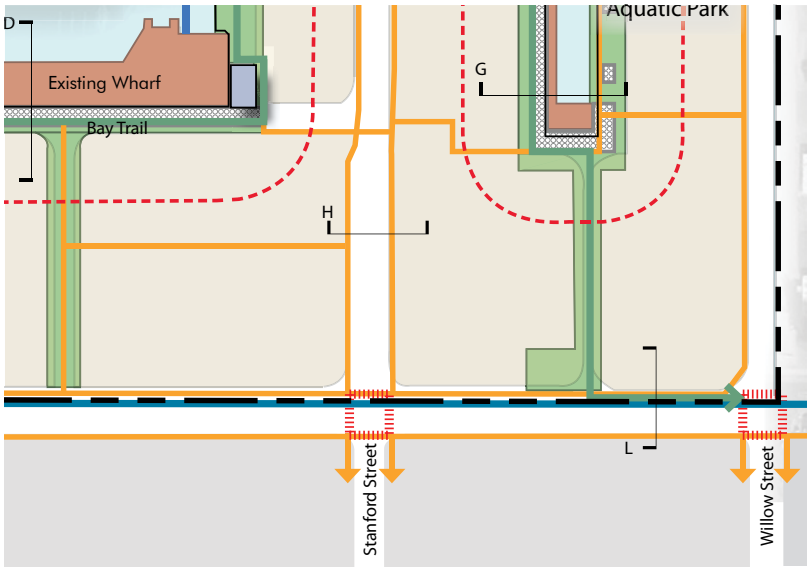 Aquatic Park
D
G
Existing Wharf
Bay Trail
H
L
Stanford Street
Willow Street